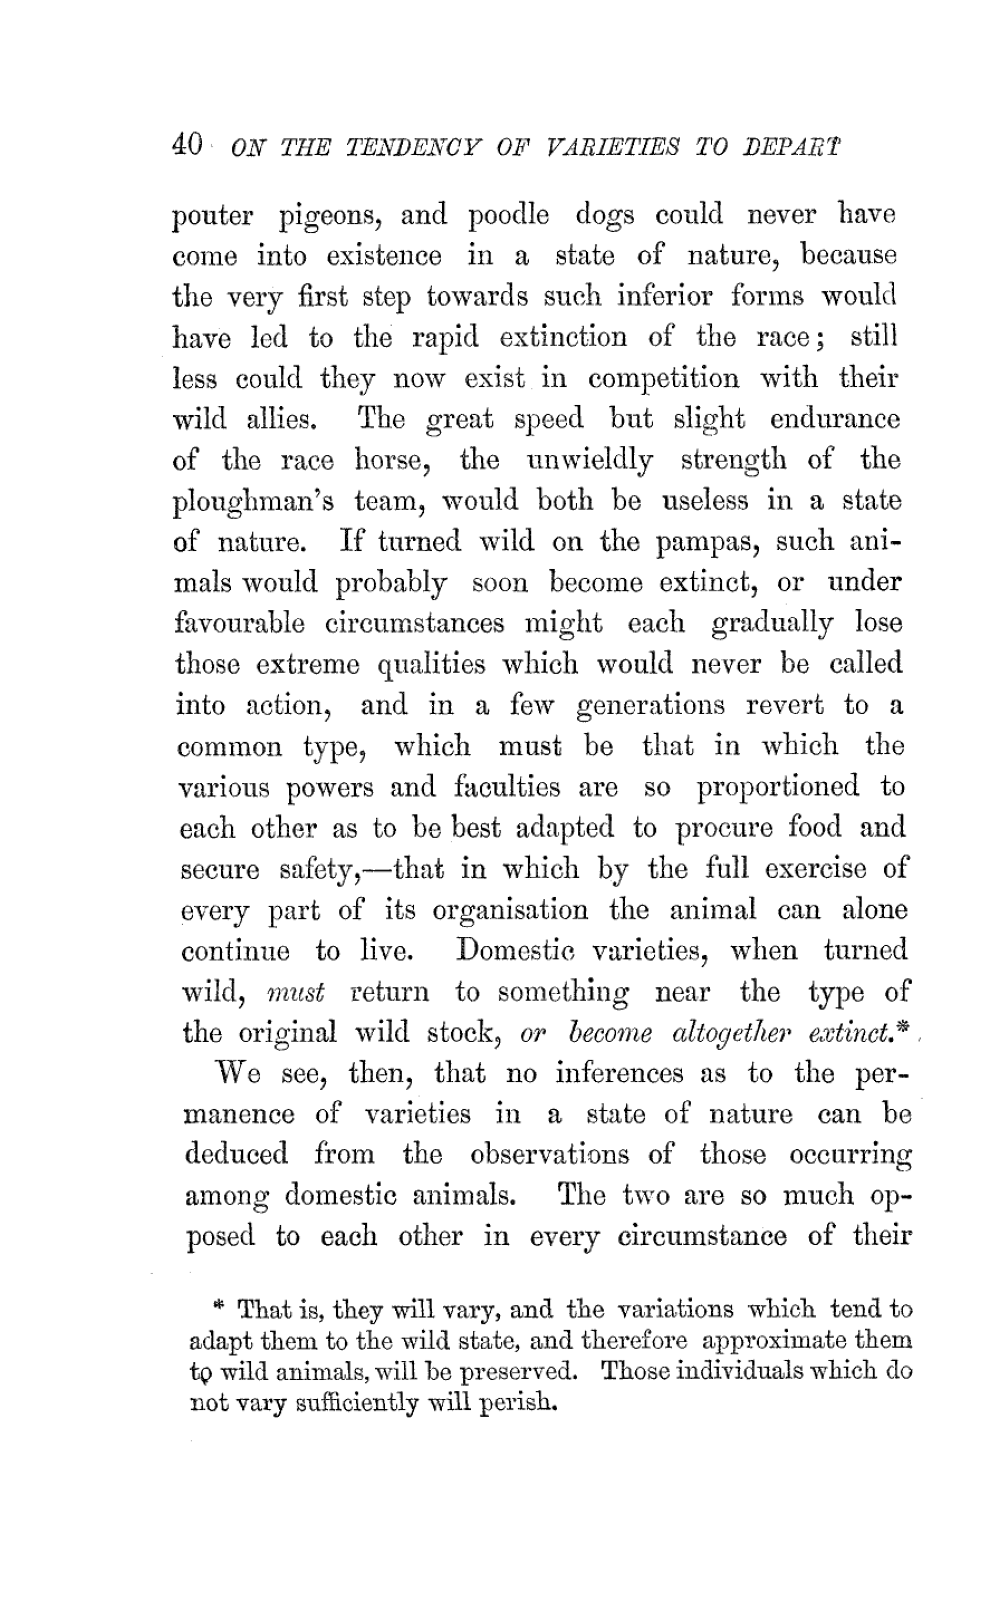 40 ON THE TENDENCY OF VARIETIES TO DEPART
pouter pigeons, and poodle dogs could never have
come into existence in a state of nature, because
the very first step towards such inferior forms would
have led to the rapid extinction of the race; still
less could they now exist in competition with their
wild allies. The great speed but slight endurance
of the race horse, the unwieldly strength of the
ploughman's team, would both be useless in a state
of nature. If turned wild on the pampas, such ani-
mals would probably soon become extinct, or under
favourable circumstances might each gradually lose
those extreme qualities which would never be called
into action, and in a few generations revert to a
common type, which must be that in which the
various powers and faculties are so proportioned to
each other as to be best adapted to procure food and
secure safety,—that in which by the full exercise of
every part of its organisation the animal can alone
continue to live. Domestic varieties, when turned
wild, must return to something near the type of
the original wild stock, or become altogether extinct.*
We see, then, that no inferences as to the per-
manence of varieties in a state of nature can be
deduced from the observations of those occurring
among domestic animals. The two are so much op-
posed to each other in every circumstance of their
* That is, they will vary, and the variations which tend to
adapt them to the wild state, and therefore approximate them
to wild animals, will be preserved. Those individuals which do
not vary sufficiently will perish.